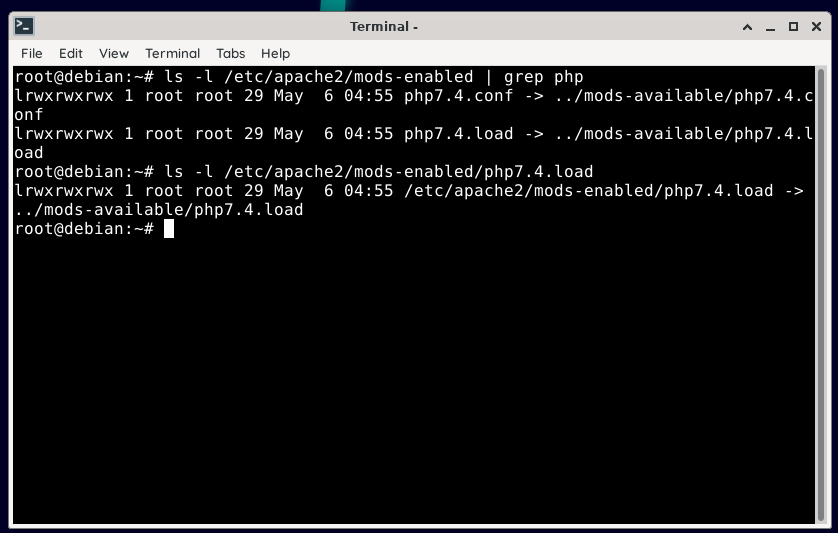 Terminal -
File Edit View Terminal Tabs Help
root@debian:~# ls -l /etc/apache2/mods-enabled | grep php
lrwxrwxrwx 1 root root 29 May  6 04:55 php7.4.conf -> ../mods-available/php7.4.c
onf
lrwxrwxrwx 1 root root 29 May  6 04:55 php7.4.load -> ../mods-available/php7.4.l
oad
root@debian:~# ls -l /etc/apache2/mods-enabled/php7.4.load
lrwxrwxrwx 1 root root 29 May  6 04:55 /etc/apache2/mods-enabled/php7.4.load ->
../mods-available/php7.4.load
root@debian:~#